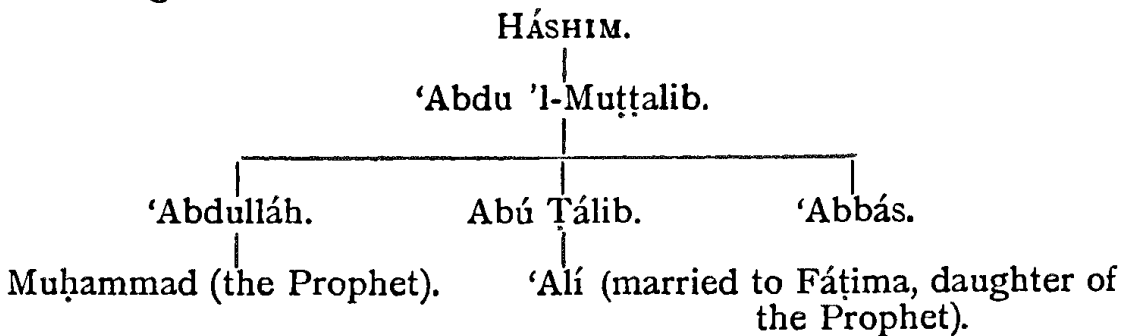 HÁSHIM.
‘Abdu ’l-Muṭṭalib.
‘Abdulláh. Abú Ṭálib. ‘Abbás.
Muḥammad (the Prophet). ‘Alí (married to Fáṭima, daughter of
the Prophet).